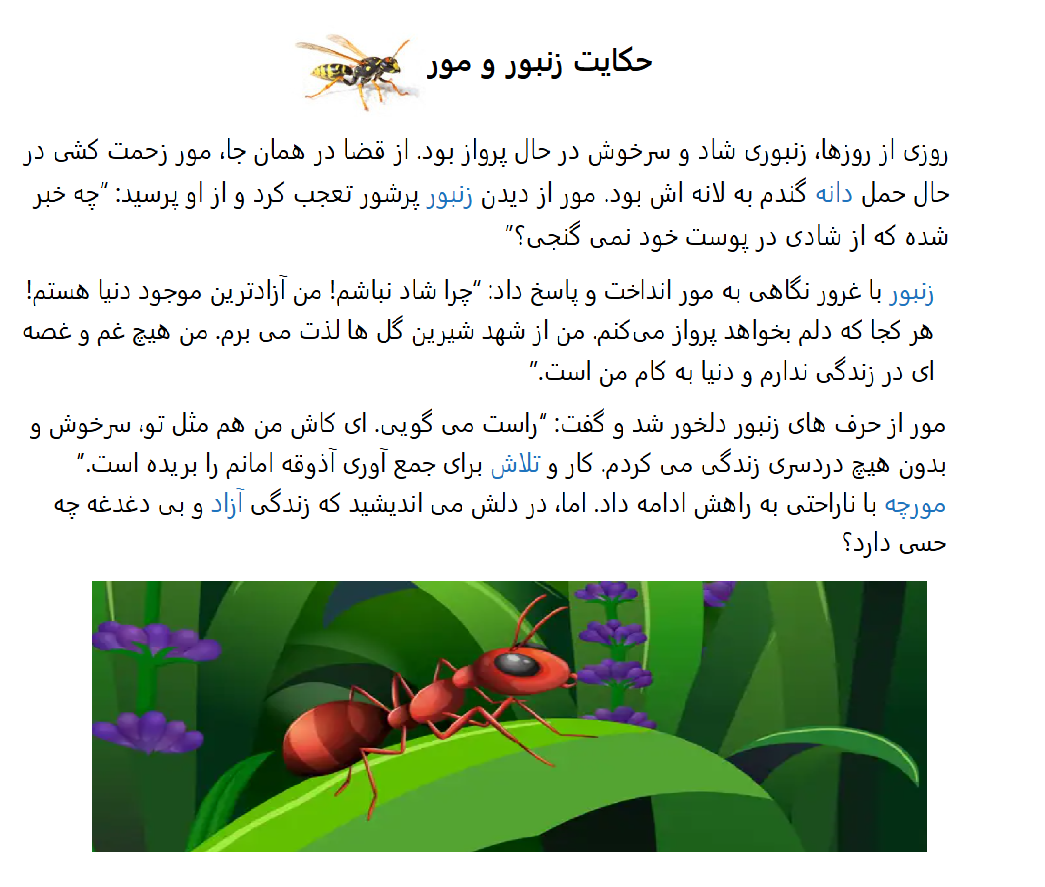 حکایت زنبور و مور
روزی از روزها، زنبوری شاد و سرخوش در حال پرواز بود. از قضا در همان جا، مور زحمت کشی در
حال حمل دانه گندم به لانه اش بود. مور از دیدن زنبور پرشور تعجب کرد و از او پرسید: "چه خبر
شده که از شادی در پوست خود نمی گنجی؟"
زنبور با غرور نگاهی به مور انداخت و پاسخ داد: "چرا شاد نباشم! من آزادترین موجود دنیا هستم!
هر کجا که دلم بخواهد پرواز می‌کنم. من از شهد شیرین گل ها لذت می برم. من هیچ غم و غصه
ای در زندگی ندارم و دنیا به کام من است."
مور از حرف های زنبور دلخور شد و گفت: "راست می گویی. ای کاش من هم مثل تو، سرخوش و
بدون هیچ دردسری زندگی می کردم. کار و تلاش برای جمع آوری آذوقه امانم را بریده است."
مورچه با ناراحتی به راهش ادامه داد. اما، در دلش می اندیشید که زندگی آزاد و بی دغدغه چه
حسی دارد؟